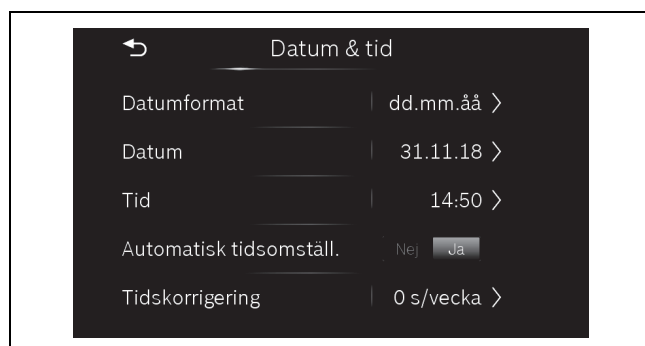 Datum & tid
Datumformat dd.mm.åå
Datum 31.11.18
Tid 14:50
Automatisk tidsomställ. Nej Ja
Tidskorrigering 0 s/vecka